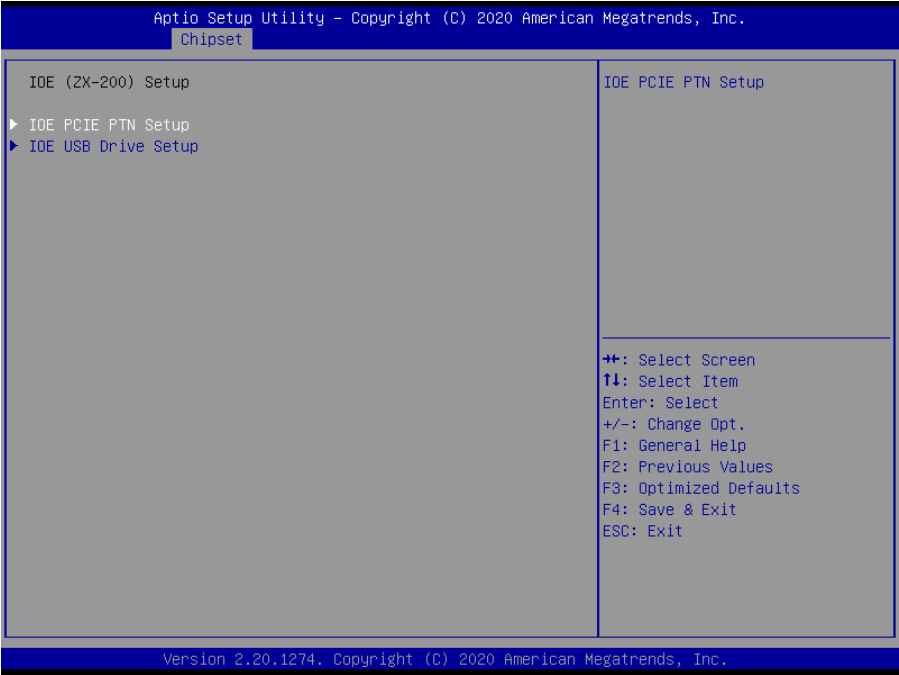 Aptio Setup Utility – Copyright (C) 2020 American Megatrends, Inc.
Chipset
IOE (ZX-200) Setup
IOE PCIE PTN Setup
IOE USB Drive Setup
IOE PCIE PTN Setup
→←: Select Screen
↑↓: Select Item
Enter: Select
+/-: Change Opt.
F1: General Help
F2: Previous Values
F3: Optimized Defaults
F4: Save & Exit
ESC: Exit
Version 2.20.1274. Copyright (C) 2020 American Megatrends, Inc.